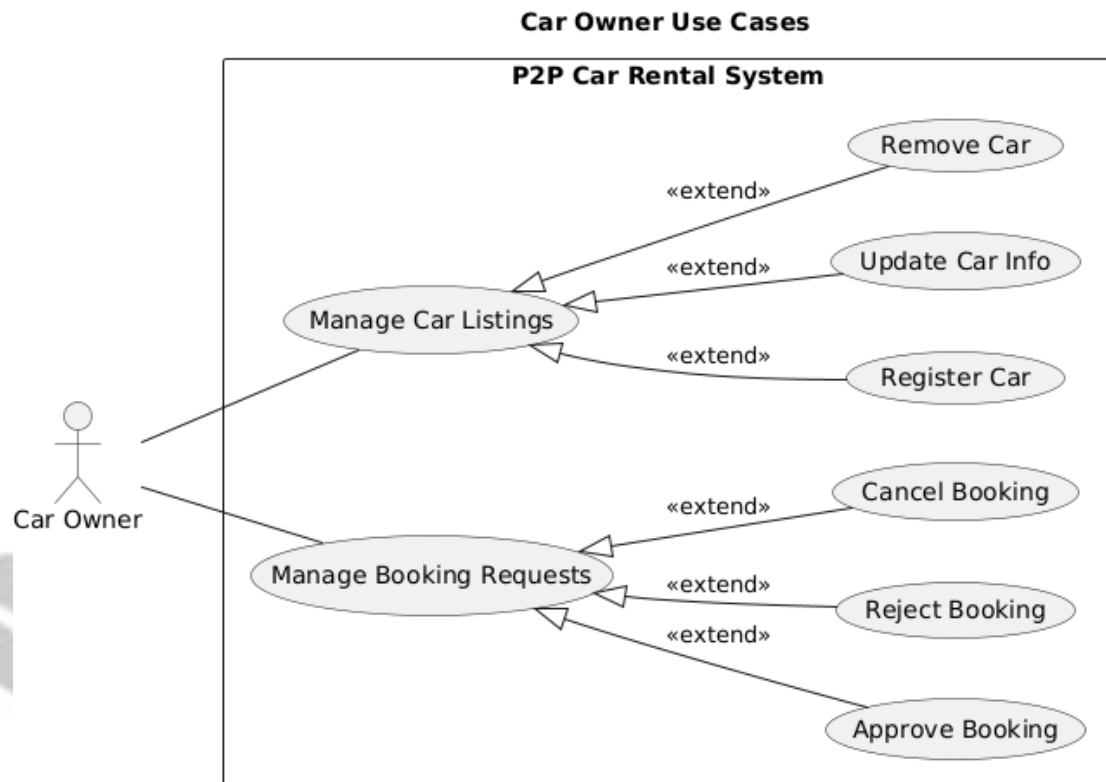 Car Owner Use Cases
P2P Car Rental System
Remove Car
«extend»
Update Car Info
«extend»
Manage Car Listings
«extend»
Register Car
Car Owner
Cancel Booking
«extend»
Manage Booking Requests
«extend»
Reject Booking
«extend»
Approve Booking